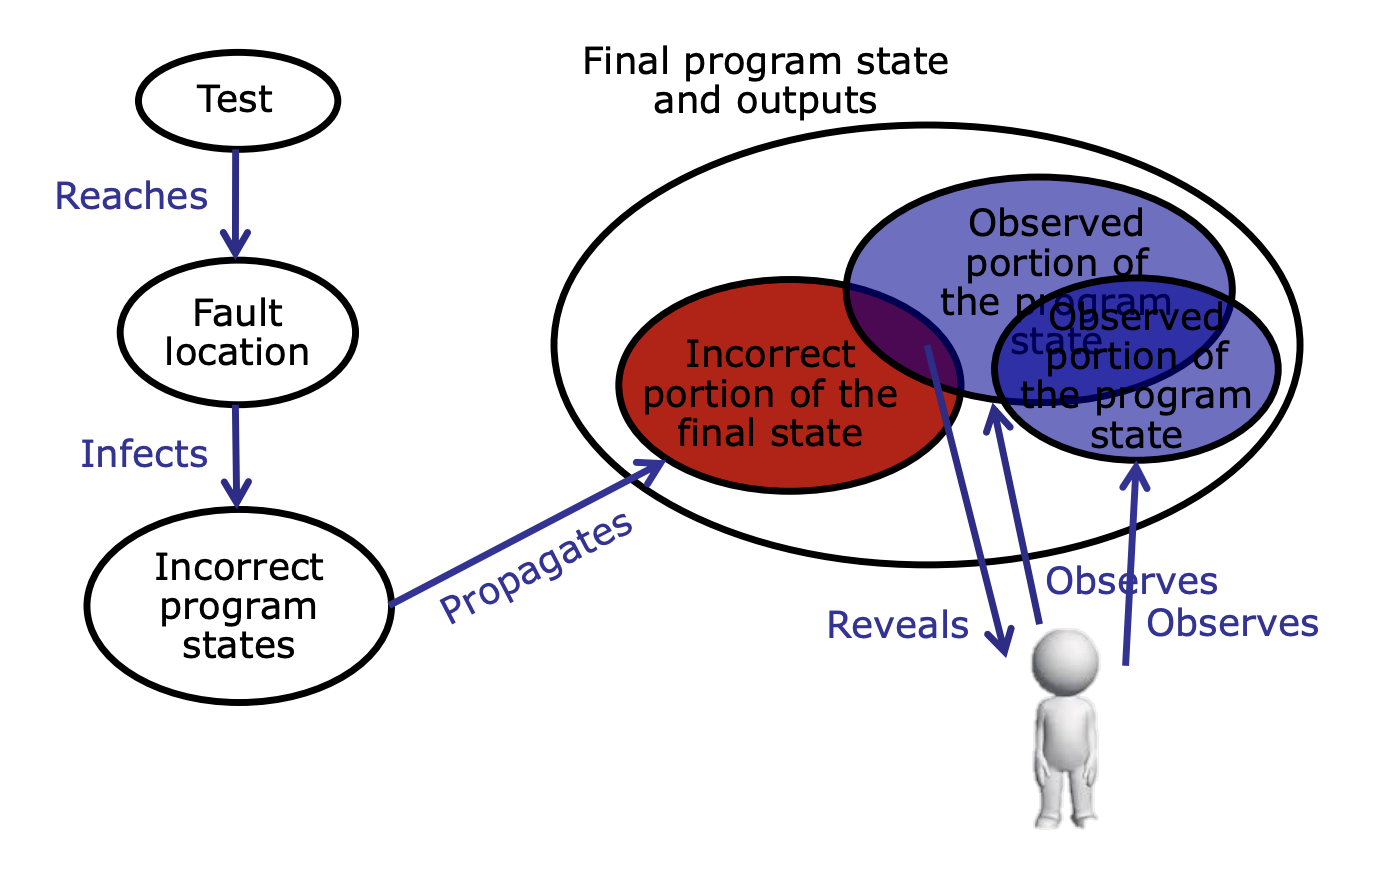 Final program state
and outputs
Test
Reaches
Fault
location
Infects
Incorrect
program
states
Propagates
Incorrect
portion of the
final state
Observed
portion of
the program
state
Observed
portion of
the program
state
Reveals
Observes
Observes